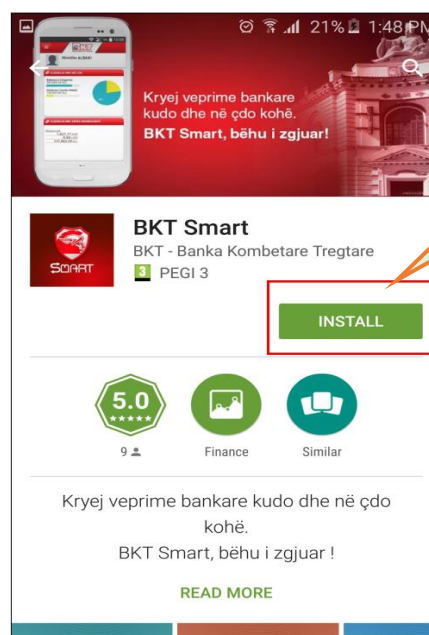 21% 1:48 PM
Kryej veprime bankare
kudo dhe në çdo kohë.
BKT Smart, bëhu i zgjuar!
SMART
BKT Smart
BKT - Banka Kombetare Tregtare
3 PEGI 3
INSTALL
5.0
9
Finance
Similar
Kryej veprime bankare kudo dhe në çdo
kohë.
BKT Smart, bëhu i zgjuar !
READ MORE